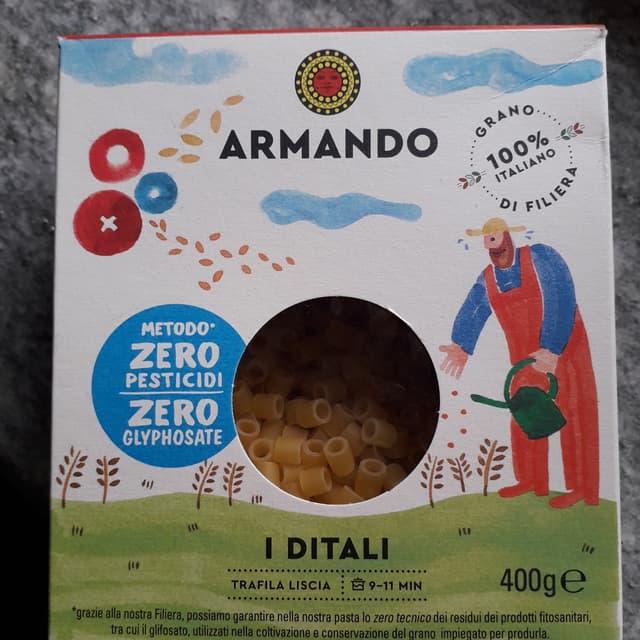 ARMANDO
GRANO
100%
ITALIANO
DI FILIERA
METODO*
ZERO
PESTICIDI
ZERO
GLYPHOSATE
I DITALI
TRAFILA LISCIA 9-11 MIN
400g e
*grazie alla nostra Filiera, possiamo garantire nella nostra pasta lo zero tecnico dei residui dei prodotti fitosanitari,
tra cui il glifosato, utilizzati nella coltivazione e conservazione del grano impiegato per produrla